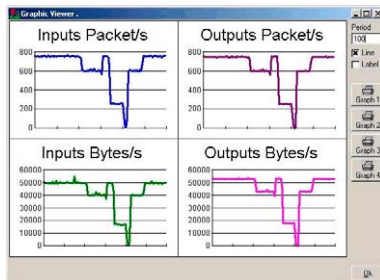 Graphic Viewer .
Inputs Packet/s
800
600
400
200
0
Outputs Packet/s
800
600
400
200
0
Inputs Bytes/s
60000
50000
40000
30000
20000
10000
0
Outputs Bytes/s
60000
50000
40000
30000
20000
10000
0
Period
100
Line
Label
Graph 1
Graph 2
Graph 3
Graph 4
Ok